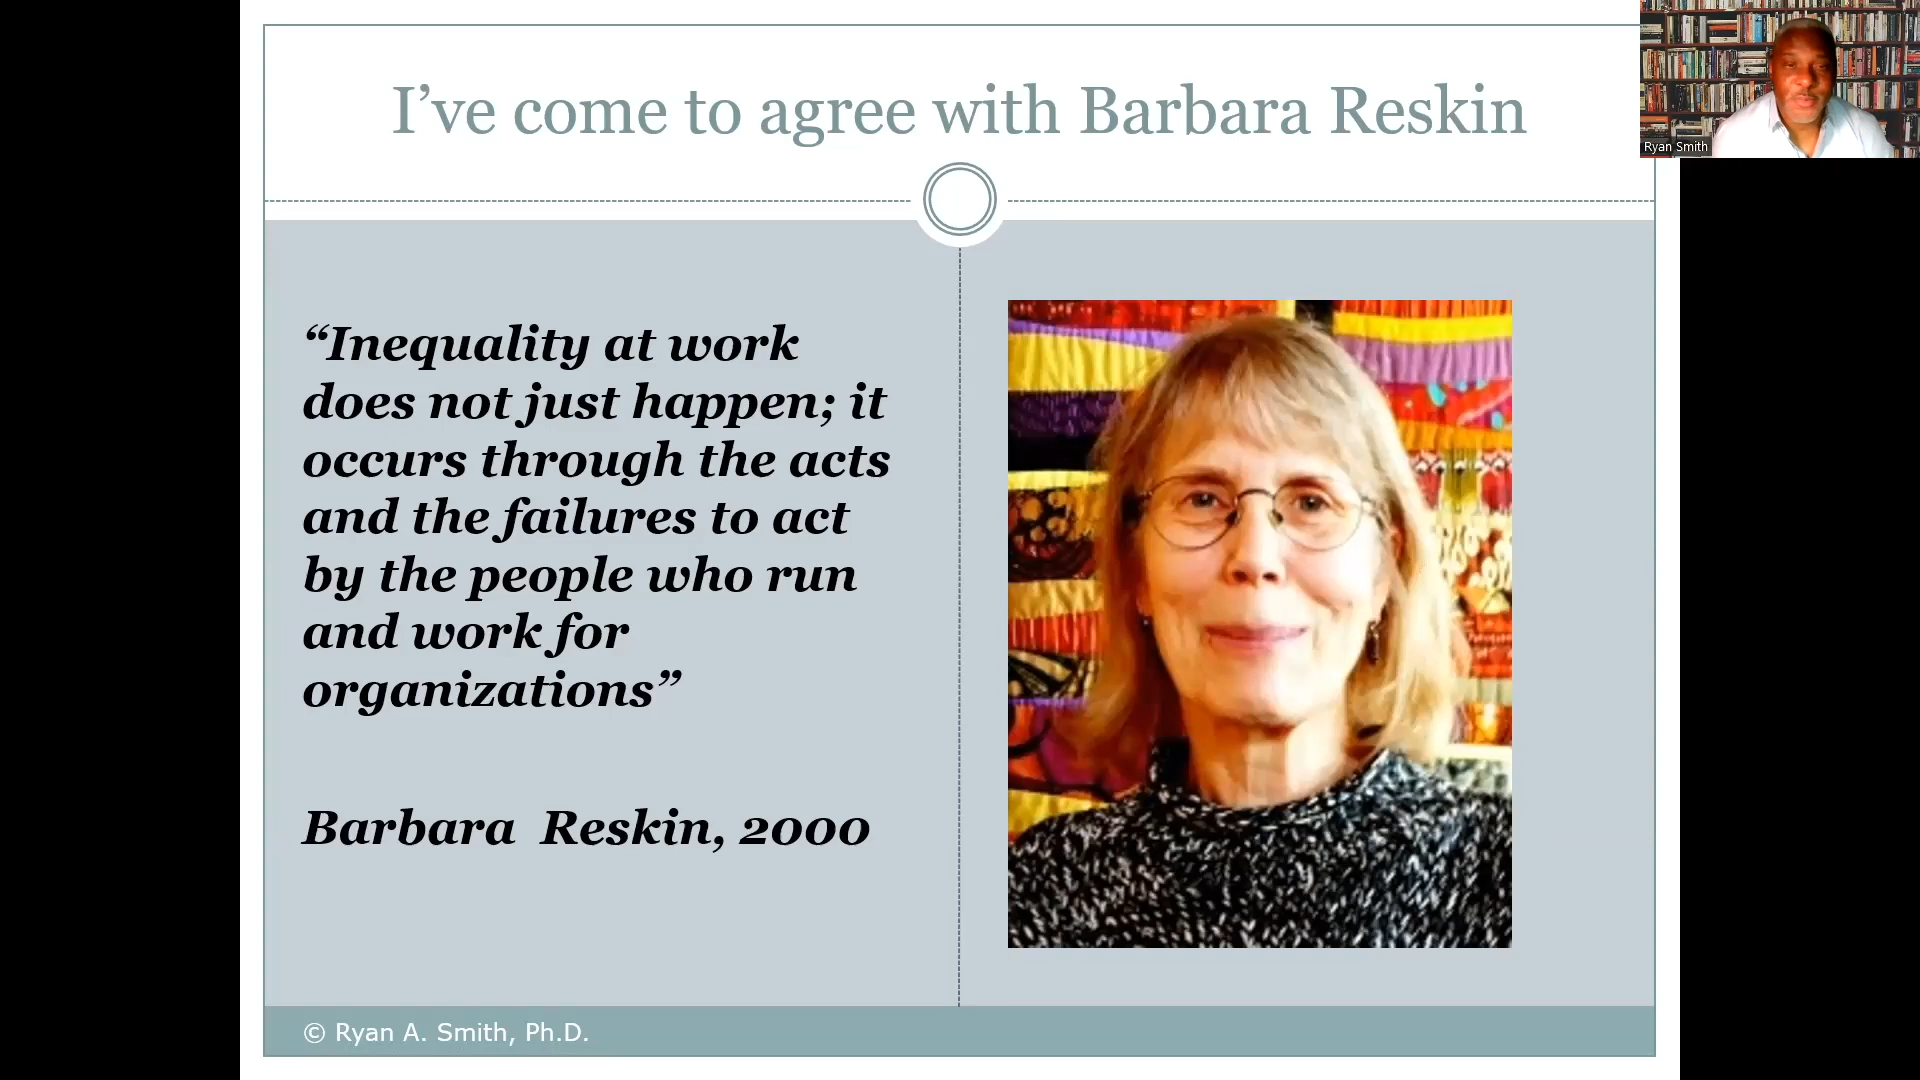 I’ve come to agree with Barbara Reskin
Ryan Smith
“Inequality at work
does not just happen; it
occurs through the acts
and the failures to act
by the people who run
and work for
organizations”
Barbara Reskin, 2000
© Ryan A. Smith, Ph.D.